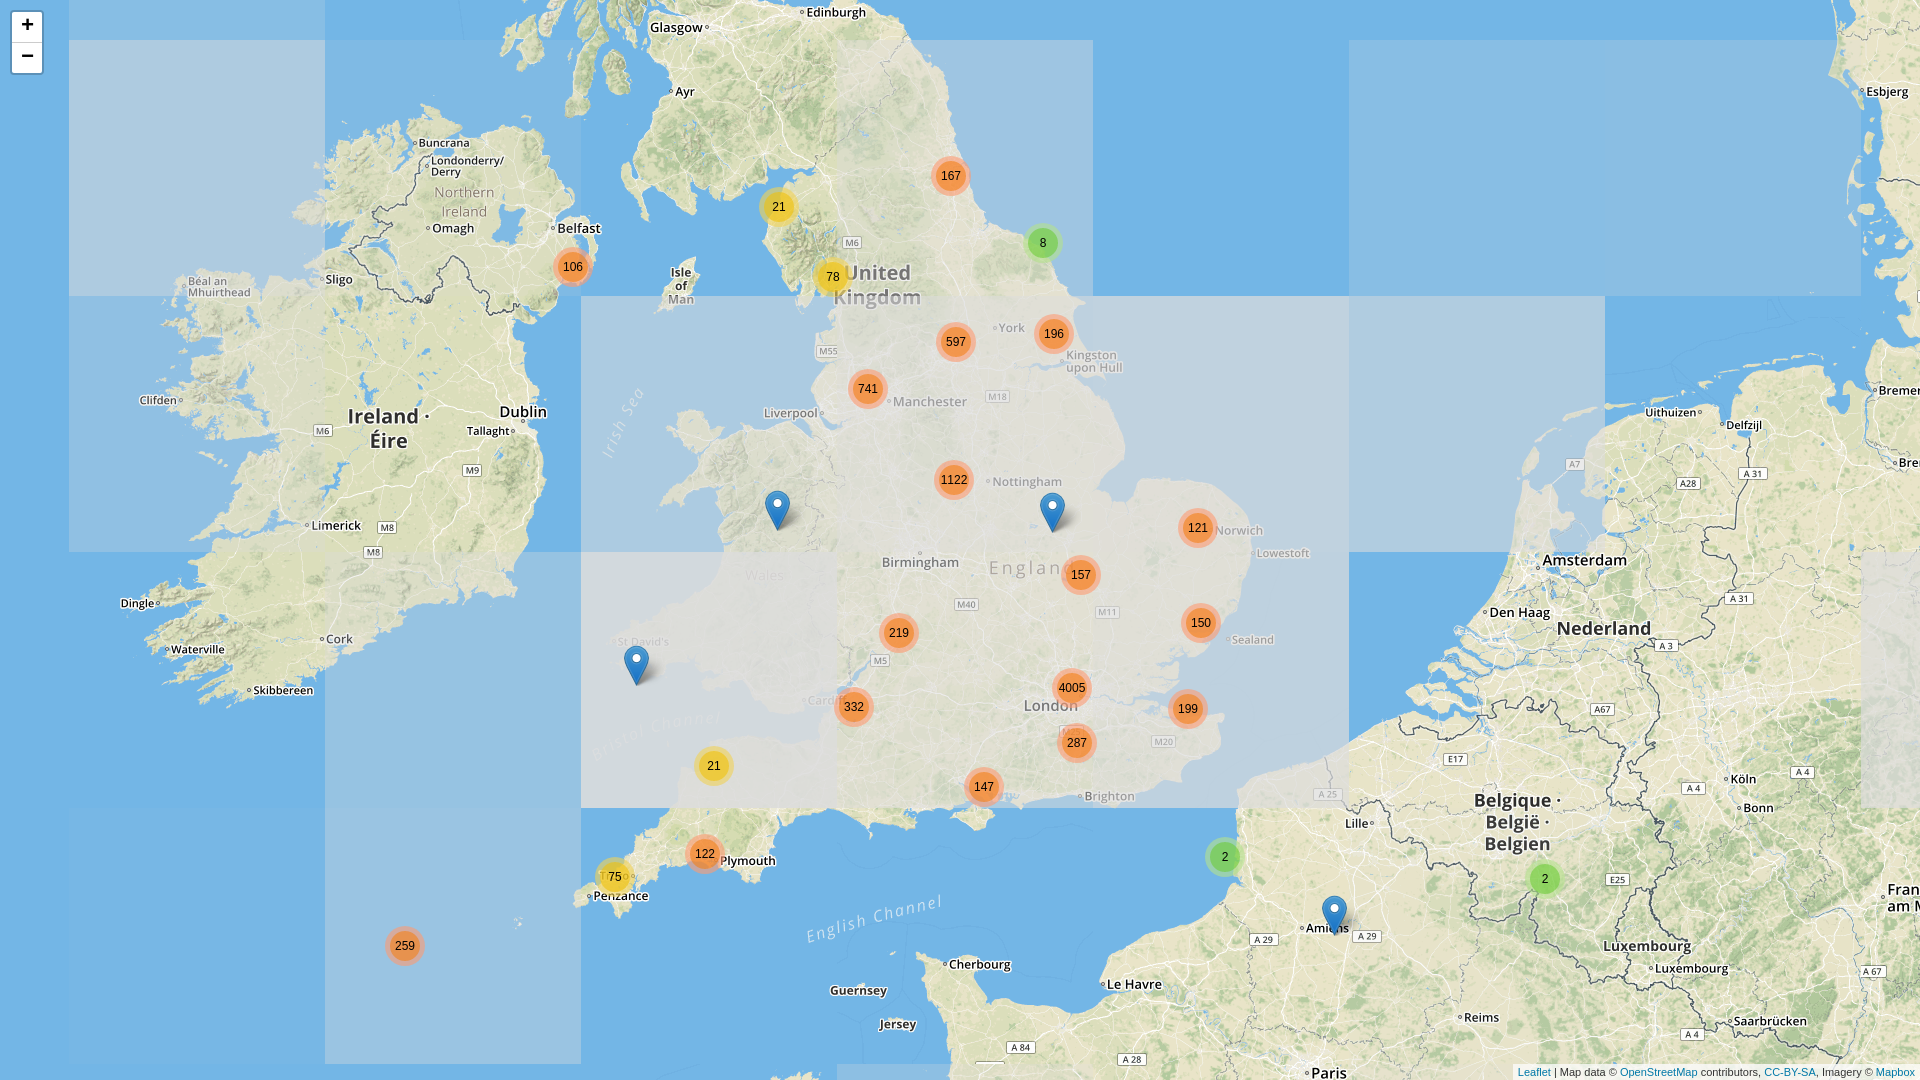 +
−
Edinburgh
Glasgow
Ayr
Esbjerg
Buncrana
Londonderry/
Derry
167
Northern
Ireland
21
Omagh
Belfast
M6
8
106
78
United
Kingdom
Isle
of
Man
Sligo
Béal an
Mhuirthead
York
196
597
M55
Kingston
upon Hull
741
Manchester
M18
Clifden
Liverpool
Dublin
Ireland ·
Éire
M6
Tallaght
Irish Sea
Uithuizen
Delfzijl
Bremer
A7
A 31
M9
1122
Nottingham
A28
Bre
Limerick
M8
M8
121
Norwich
Lowestoft
Birmingham
England
157
Wales
Amsterdam
A 31
Dingle
M40
M11
Den Haag
150
Nederland
219
Cork
St David's
Sealand
A 3
Waterville
M5
Skibbereen
4005
Cardiff
332
London
199
A67
Bristol Channel
287
M20
E17
21
147
Brighton
A 25
Köln
A 4
A 4
Bonn
Belgique ·
België ·
Belgien
Lille
122
Plymouth
2
75
Penzance
2
E25
Fran
am M
English Channel
259
Amiens
A 29
A 29
Luxembourg
Luxembourg
A 67
Cherbourg
Le Havre
Guernsey
Jersey
Reims
Saarbrücken
A 4
A 84
A 28
Paris
Leaflet | Map data © OpenStreetMap contributors, CC-BY-SA, Imagery © Mapbox